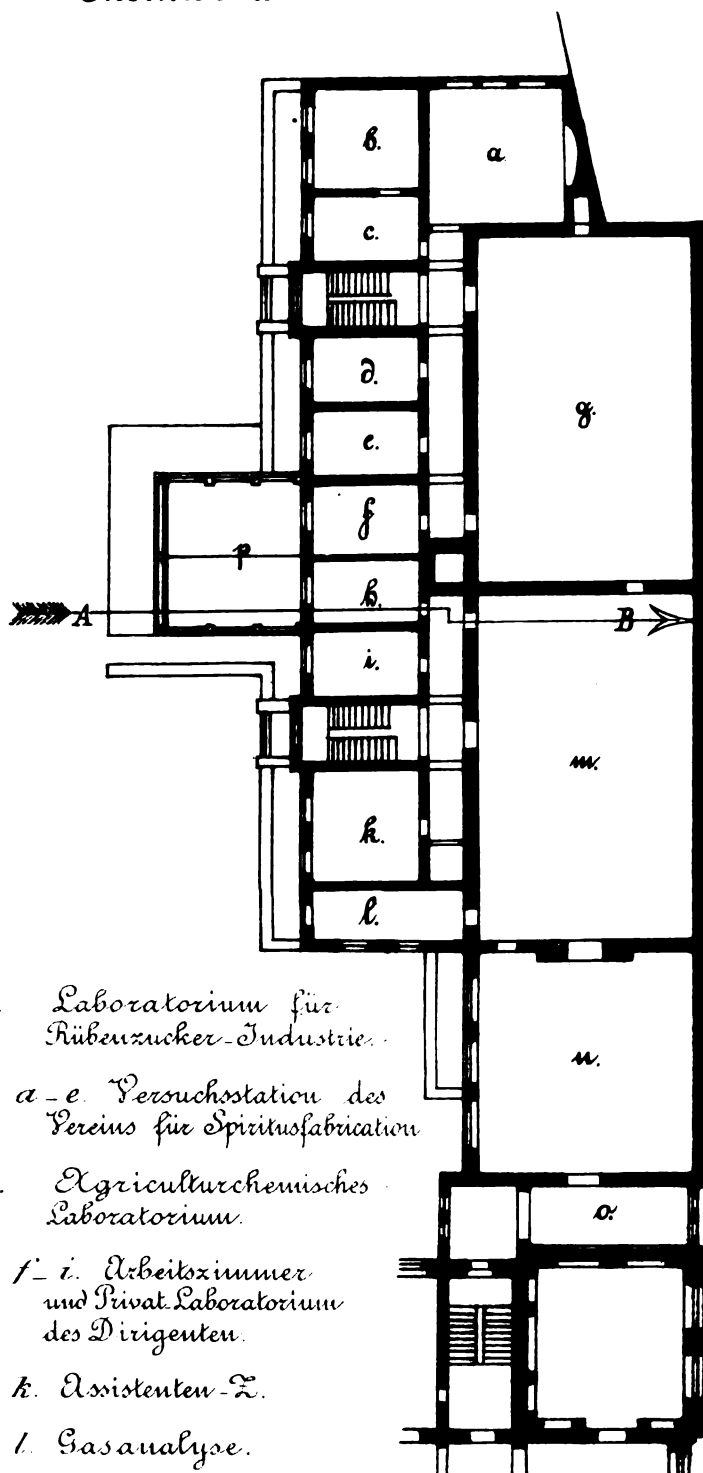 b.
a
c.
d.
e.
g.
f
p
h.
A
B
i.
m.
k.
l.
Laboratorium für
Rübenzucker-Industrie.
n.
a-e. Versuchsstation des
Vereins für Spiritusfabrication
Agriculturchemisches
Laboratorium.
o.
f-i. Arbeitszimmer
und Privat-Laboratorium
des Dirigenten.
k. Assistenten-Z.
l. Gasanalyse.